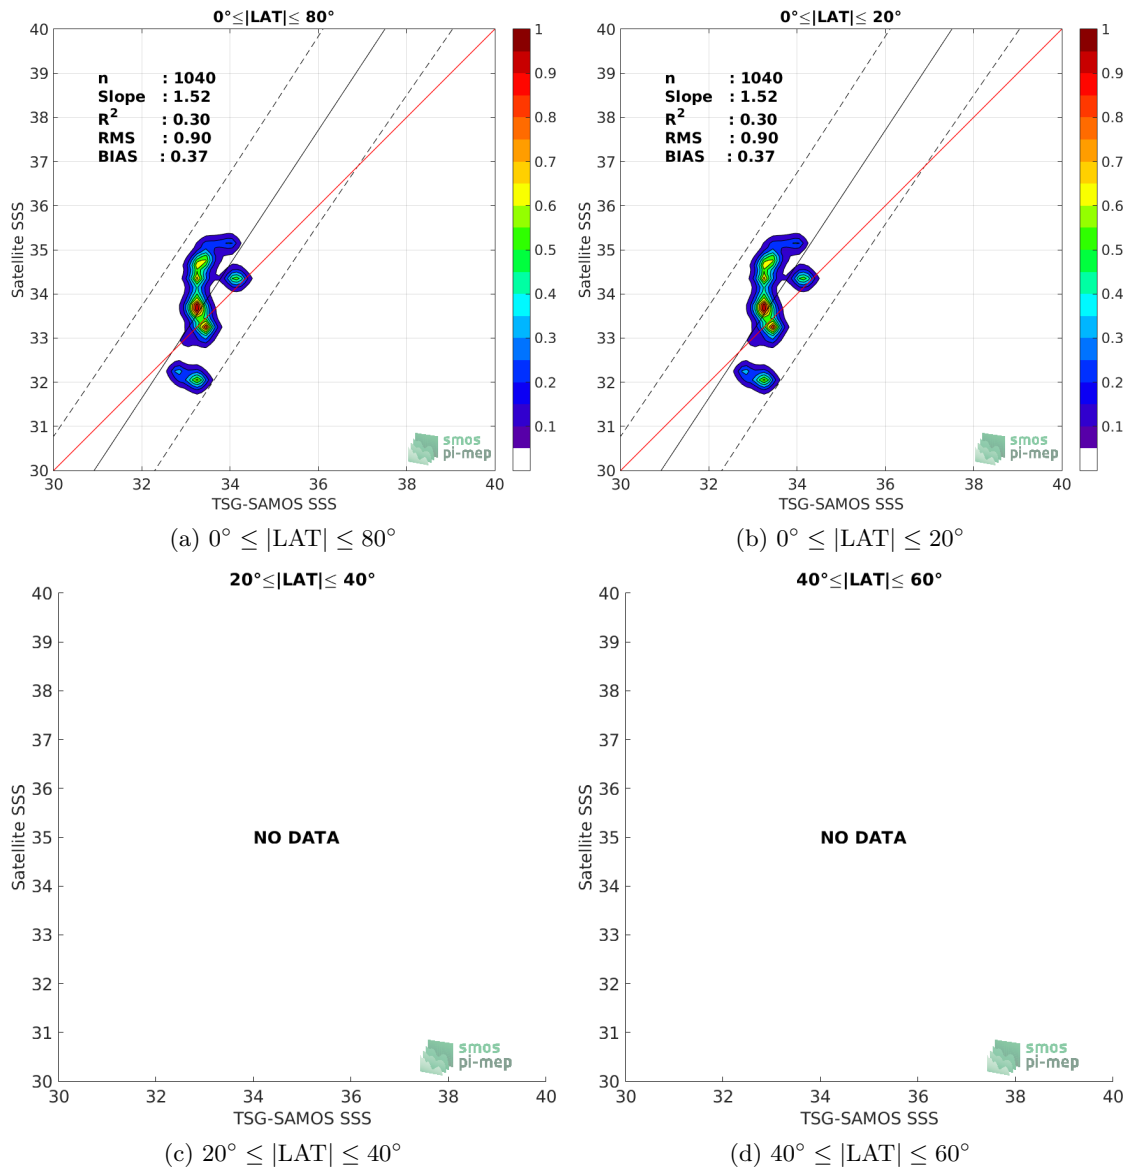 0°≤|LAT|≤ 80°
40
39
38
37
36
35
34
33
32
31
30
Satellite SSS
n : 1040
Slope : 1.52
R² : 0.30
RMS : 0.90
BIAS : 0.37
smos
pi-mep
30 32 34 36 38 40
TSG-SAMOS SSS
1
0.9
0.8
0.7
0.6
0.5
0.4
0.3
0.2
0.1
(a) 0° ≤ |LAT| ≤ 80°
0°≤|LAT|≤ 20°
40
39
38
37
36
35
34
33
32
31
30
Satellite SSS
n : 1040
Slope : 1.52
R² : 0.30
RMS : 0.90
BIAS : 0.37
smos
pi-mep
30 32 34 36 38 40
TSG-SAMOS SSS
1
0.9
0.8
0.7
0.6
0.5
0.4
0.3
0.2
0.1
(b) 0° ≤ |LAT| ≤ 20°
20°≤|LAT|≤ 40°
40
39
38
37
36
35
34
33
32
31
30
Satellite SSS
NO DATA
smos
pi-mep
30 32 34 36 38 40
TSG-SAMOS SSS
(c) 20° ≤ |LAT| ≤ 40°
40°≤|LAT|≤ 60°
40
39
38
37
36
35
34
33
32
31
30
Satellite SSS
NO DATA
smos
pi-mep
30 32 34 36 38 40
TSG-SAMOS SSS
(d) 40° ≤ |LAT| ≤ 60°